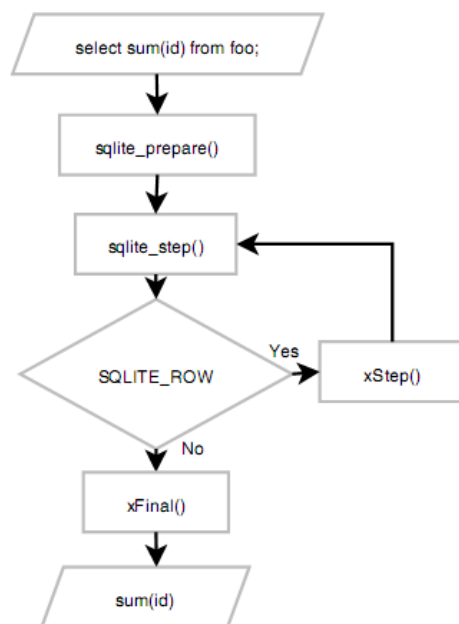 select sum(id) from foo;
sqlite_prepare()
sqlite_step()
SQLITE_ROW
Yes
xStep()
No
xFinal()
sum(id)